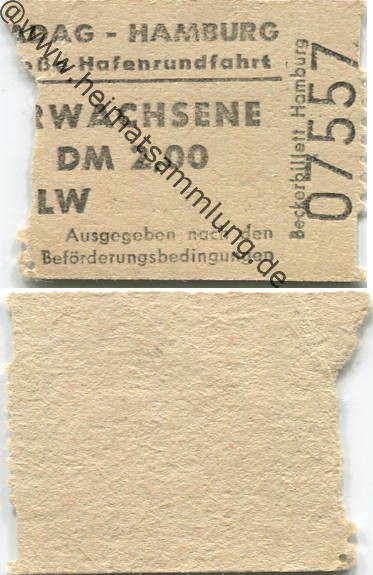 DAG - HAMBURG
Hafenrundfahrt
RWACHSENE
DM 2.00
LW
Ausgegeben nach den
Beförderungsbedingungen
Beckerbillett Hamburg
07557
www.heimatsammlung.de